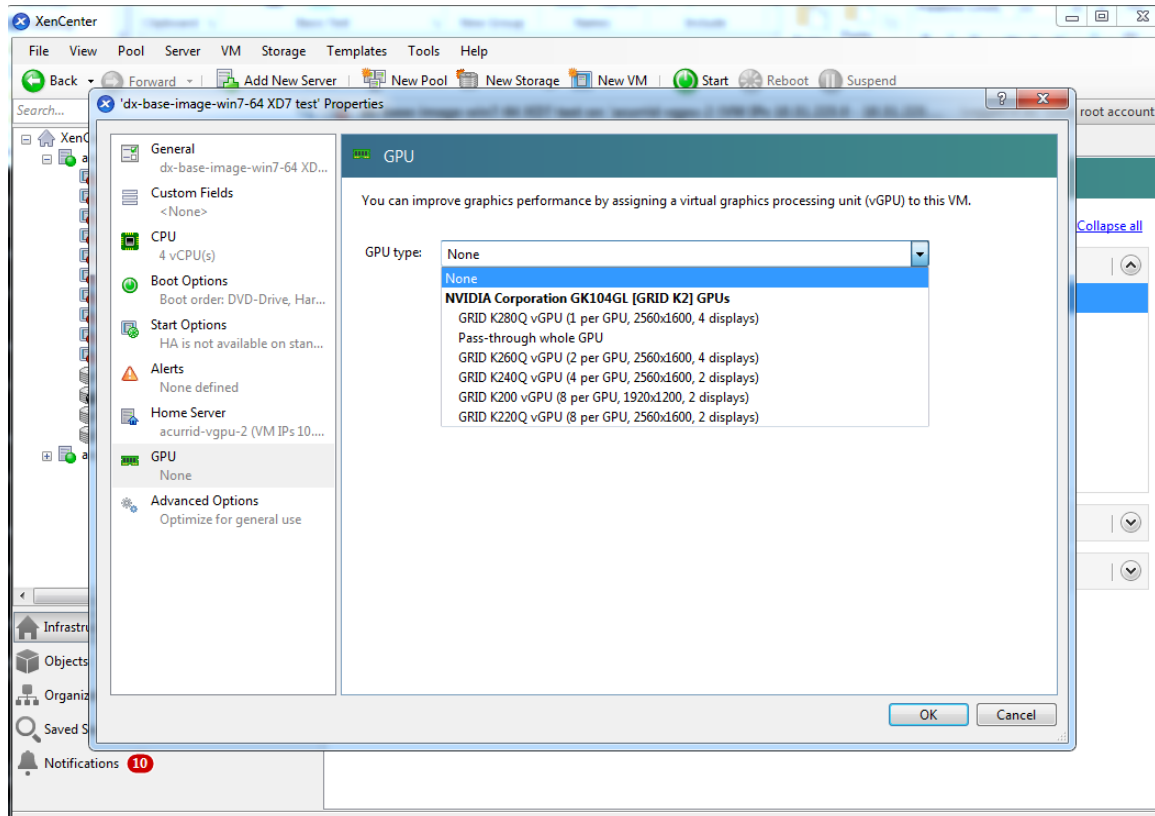 XenCenter
File View Pool Server VM Storage Templates Tools Help
Back Forward Add New Server New Pool New Storage New VM Start Reboot Suspend
Search...
'dx-base-image-win7-64 XD7 test' Properties
root account
XenC
a
a
Collapse all
General
dx-base-image-win7-64 XD...
Custom Fields
<None>
CPU
4 vCPU(s)
Boot Options
Boot order: DVD-Drive, Har...
Start Options
HA is not available on stan...
Alerts
None defined
Home Server
acurrid-vgpu-2 (VM IPs 10....
GPU
None
Advanced Options
Optimize for general use
GPU
You can improve graphics performance by assigning a virtual graphics processing unit (vGPU) to this VM.
GPU type: None
None
NVIDIA Corporation GK104GL [GRID K2] GPUs
GRID K280Q vGPU (1 per GPU, 2560x1600, 4 displays)
Pass-through whole GPU
GRID K260Q vGPU (2 per GPU, 2560x1600, 4 displays)
GRID K240Q vGPU (4 per GPU, 2560x1600, 2 displays)
GRID K200 vGPU (8 per GPU, 1920x1200, 2 displays)
GRID K220Q vGPU (8 per GPU, 2560x1600, 2 displays)
OK Cancel
Infrastru
Objects
Organiz
Saved S
Notifications 10